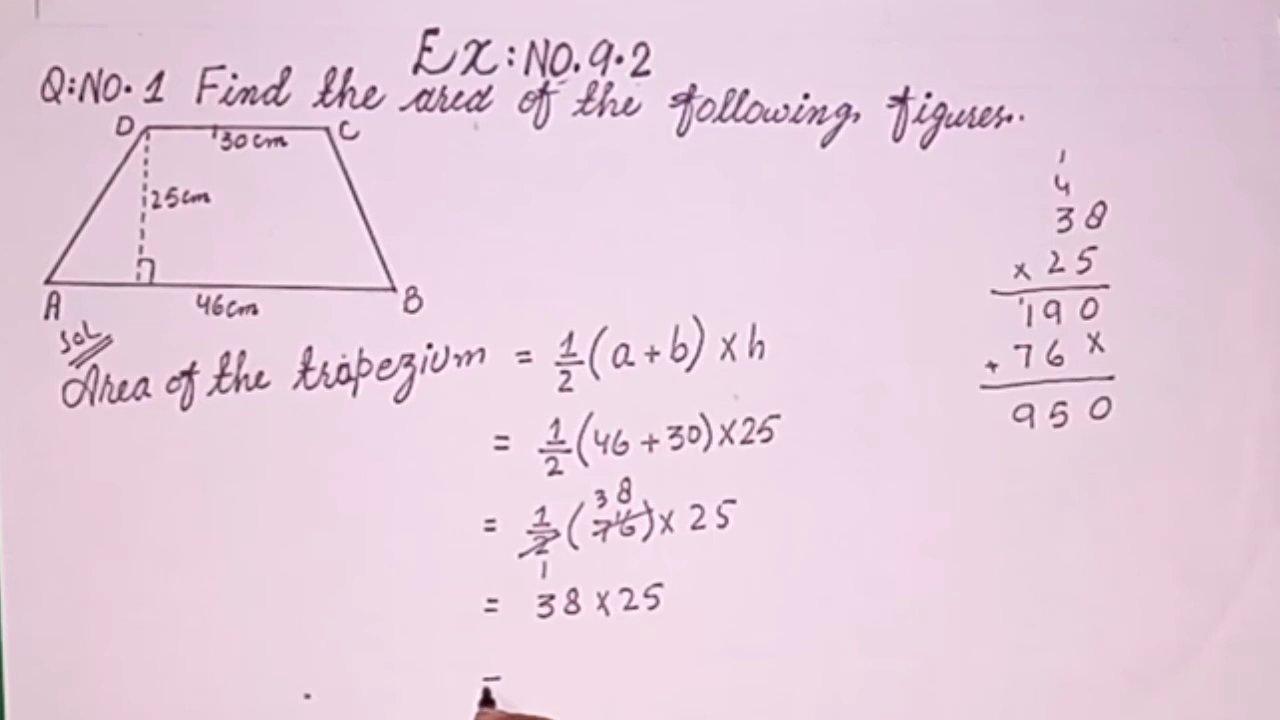 Ex: NO. 9.2
Q: NO. 1 Find the area of the following figures.
D C
30cm
25cm
A B
46cm
Sol
Area of the trapezium = 1/2 (a + b) × h
= 1/2 (46 + 30) × 25
38
= 1/2 (76) × 25
1
= 38 × 25
=
1
4
38
× 25
190
+ 76 ×
950